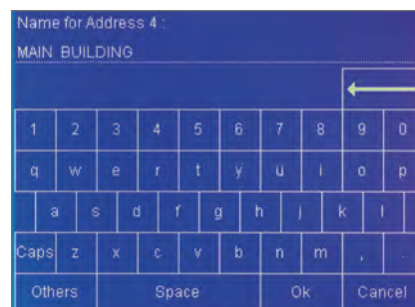 Name for Address 4 :
MAIN BUILDING
1 2 3 4 5 6 7 8 9 0
q w e r t y u i o p
a s d f g h j k l
Caps z x c v b n m , .
Others Space Ok Cancel